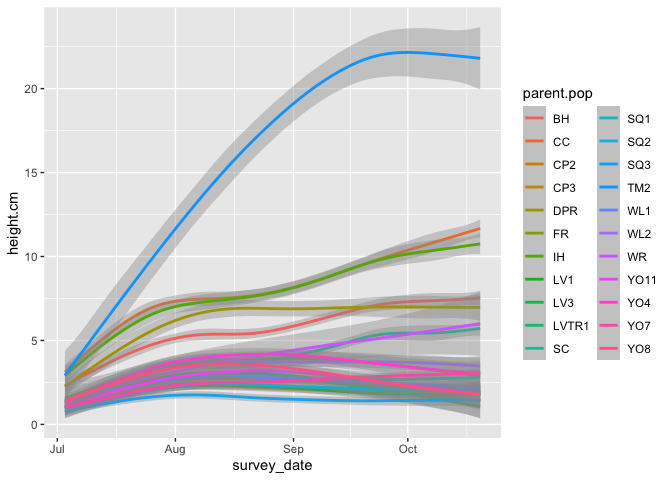 20
15
10
5
0
height.cm
Jul
Aug
Sep
Oct
survey_date
parent.pop
BH
CC
CP2
CP3
DPR
FR
IH
LV1
LV3
LVTR1
SC
SQ1
SQ2
SQ3
TM2
WL1
WL2
WR
YO11
YO4
YO7
YO8